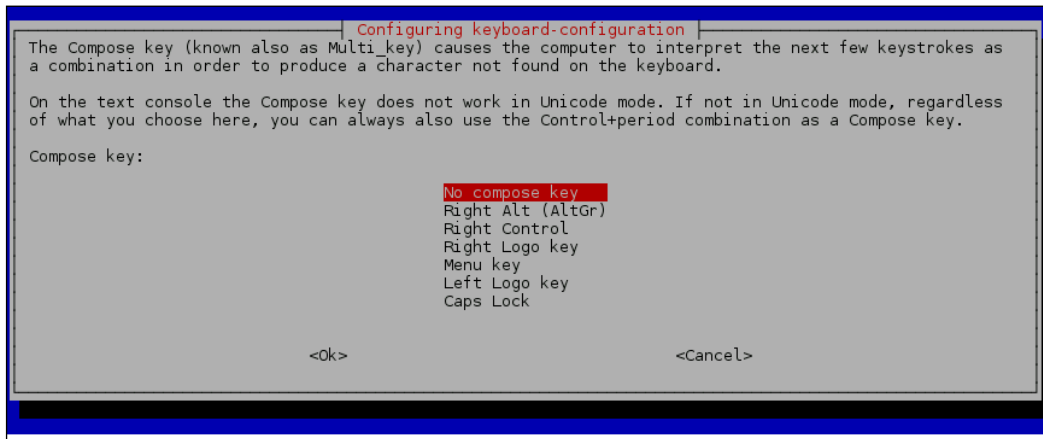 Configuring keyboard-configuration
The Compose key (known also as Multi_key) causes the computer to interpret the next few keystrokes as
a combination in order to produce a character not found on the keyboard.
On the text console the Compose key does not work in Unicode mode. If not in Unicode mode, regardless
of what you choose here, you can always also use the Control+period combination as a Compose key.
Compose key:
No compose key
Right Alt (AltGr)
Right Control
Right Logo key
Menu key
Left Logo key
Caps Lock
<Ok> <Cancel>